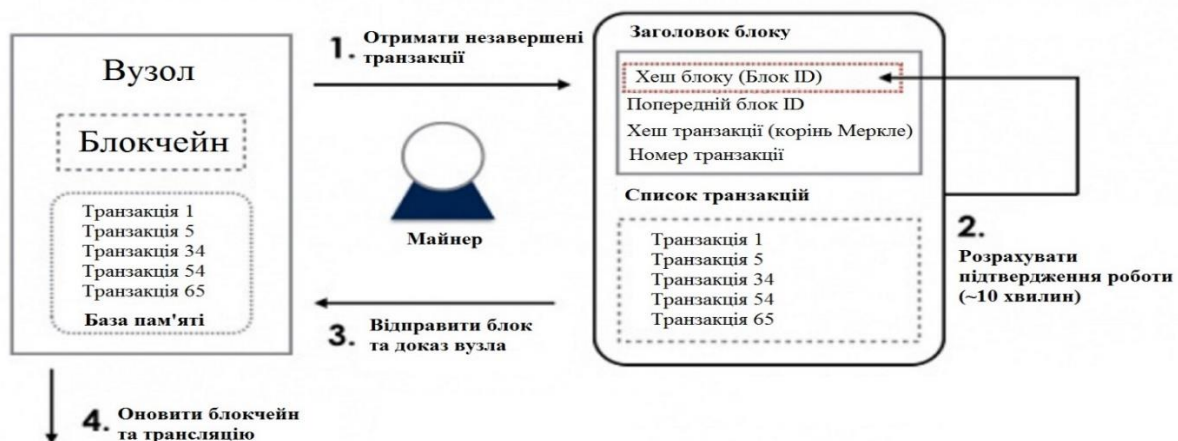 Вузол
Блокчейн
Транзакція 1
Транзакція 5
Транзакція 34
Транзакція 54
Транзакція 65
База пам'яті
1. Отримати незавершені
транзакції
Майнер
3. Відправити блок
та доказ вузла
Заголовок блоку
Хеш блоку (Блок ID)
Попередній блок ID
Хеш транзакції (корінь Меркле)
Номер транзакції
Список транзакцій
Транзакція 1
Транзакція 5
Транзакція 34
Транзакція 54
Транзакція 65
2.
Розрахувати
підтвердження роботи
(~10 хвилин)
4. Оновити блокчейн
та трансляцію